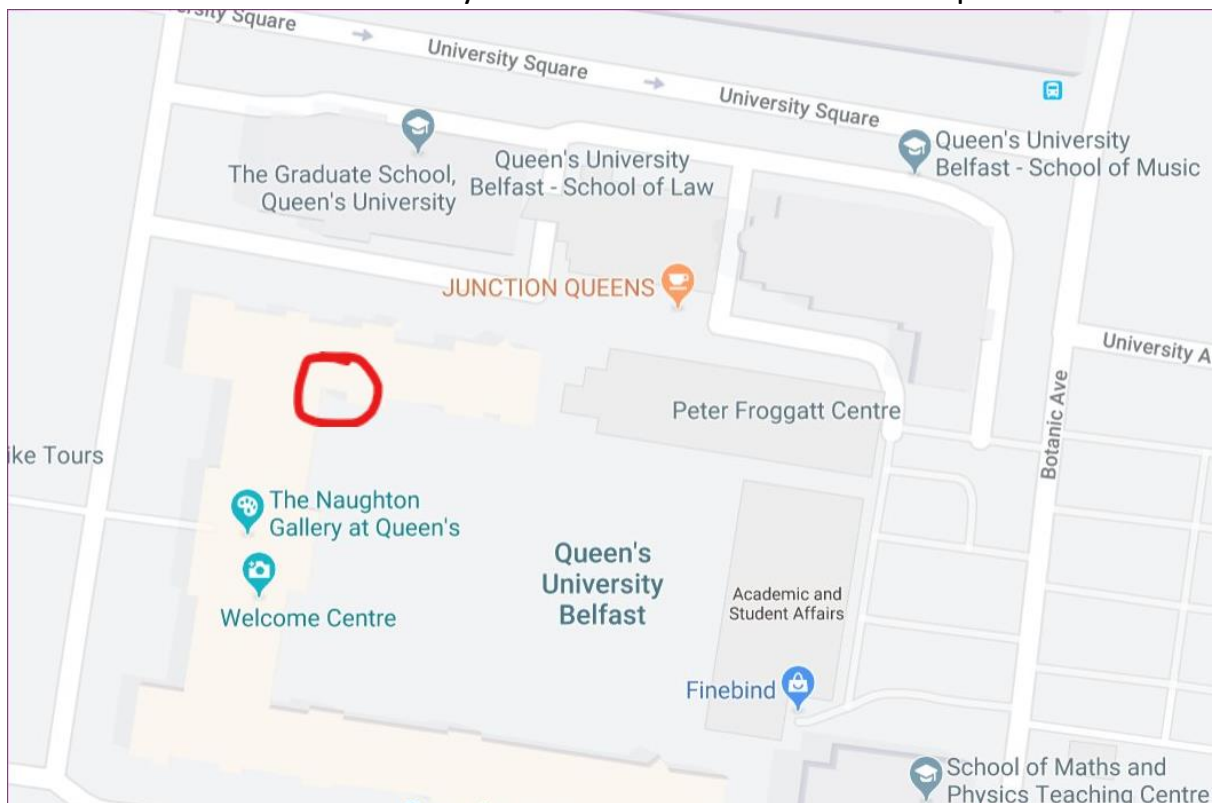 University Square
University Square
University Square
Queen's University
Belfast - School of Music
The Graduate School,
Queen's University
Queen's University
Belfast - School of Law
JUNCTION QUEENS
University A
Peter Froggatt Centre
Botanic Ave
ike Tours
The Naughton
Gallery at Queen's
Queen's
University
Belfast
Welcome Centre
Academic and
Student Affairs
Finebind
School of Maths and
Physics Teaching Centre